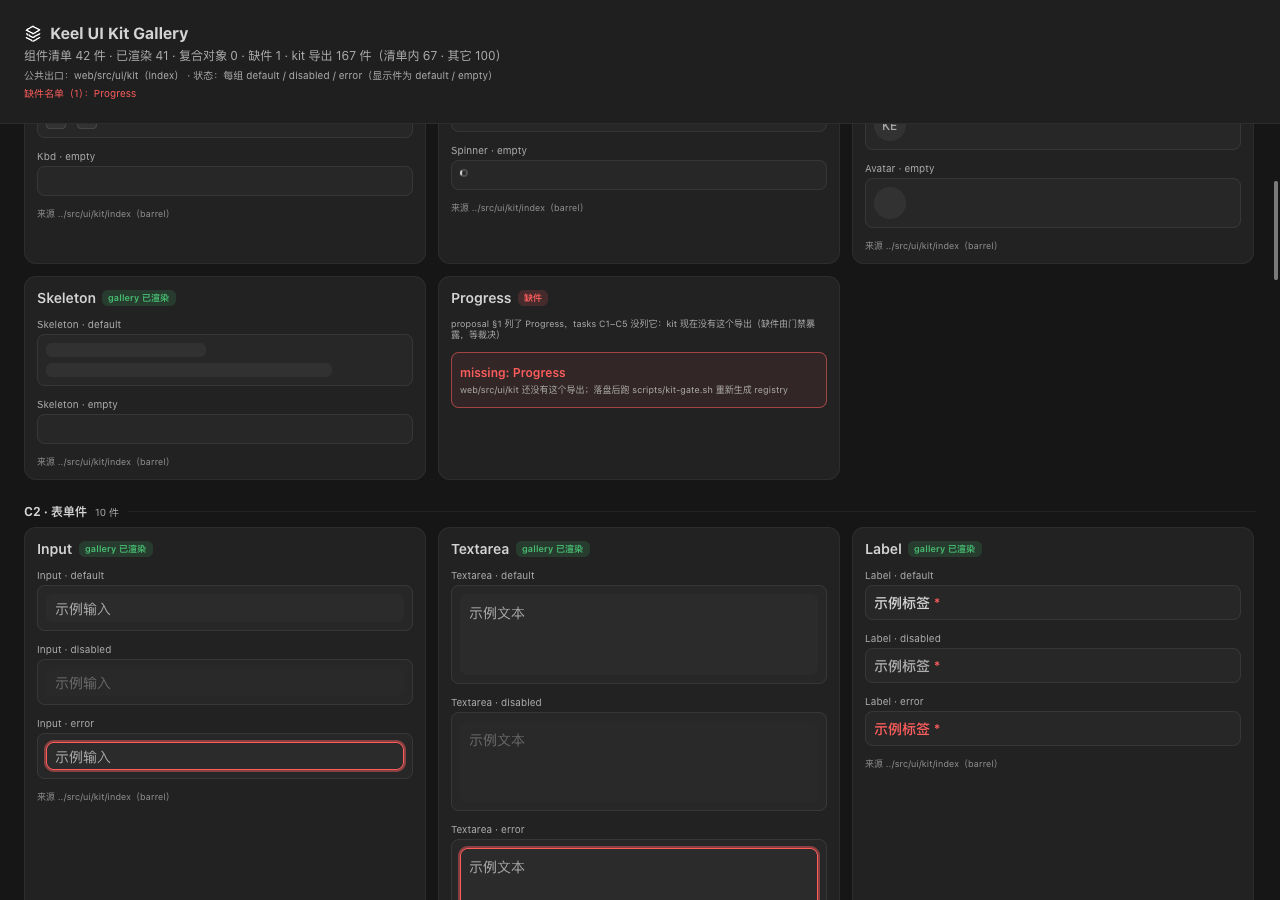 Keel UI Kit Gallery
组件清单 42 件 · 已渲染 41 · 复合对象 0 · 缺件 1 · kit 导出 167 件（清单内 67 · 其它 100）
公共出口：web/src/ui/kit（index） · 状态：每组 default / disabled / error（显示件为 default / empty）
缺件名单（1）：Progress
KE
Kbd · empty
来源 ../src/ui/kit/index（barrel）
Spinner · empty
来源 ../src/ui/kit/index（barrel）
Avatar · empty
来源 ../src/ui/kit/index（barrel）
Skeleton gallery 已渲染
Skeleton · default
Skeleton · empty
来源 ../src/ui/kit/index（barrel）
Progress 缺件
proposal §1 列了 Progress，tasks C1–C5 没列它：kit 现在没有这个导出（缺件由门禁暴
露，等裁决）
missing: Progress
web/src/ui/kit 还没有这个导出；落盘后跑 scripts/kit-gate.sh 重新生成 registry
C2 · 表单件 10 件
Input gallery 已渲染
Input · default
示例输入
Input · disabled
示例输入
Input · error
示例输入
来源 ../src/ui/kit/index（barrel）
Textarea gallery 已渲染
Textarea · default
示例文本
Textarea · disabled
示例文本
Textarea · error
示例文本
Label gallery 已渲染
Label · default
示例标签 *
Label · disabled
示例标签 *
Label · error
示例标签 *
来源 ../src/ui/kit/index（barrel）